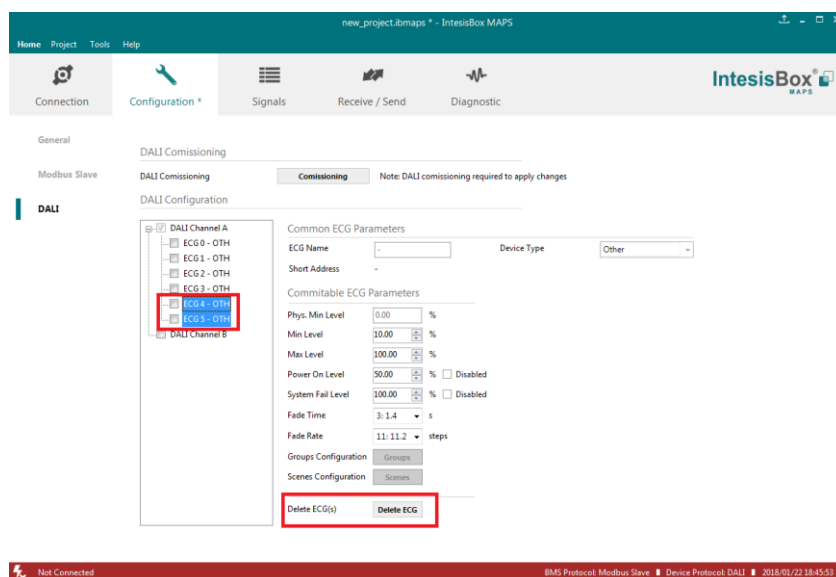 new_project.ibmaps * - IntesisBox MAPS
Home Project Tools Help
Connection Configuration * Signals Receive / Send Diagnostic
IntesisBox®
MAPS
General
Modbus Slave
DALI
DALI Comissioning
DALI Comissioning Comissioning Note: DALI comissioning required to apply changes
DALI Configuration
DALI Channel A
ECG 0 - OTH
ECG 1 - OTH
ECG 2 - OTH
ECG 3 - OTH
ECG 4 - OTH
ECG 5 - OTH
DALI Channel B
Common ECG Parameters
ECG Name - Device Type Other
Short Address -
Commitable ECG Parameters
Phys. Min Level 0.00 %
Min Level 10.00 %
Max Level 100.00 %
Power On Level 50.00 % Disabled
System Fail Level 100.00 % Disabled
Fade Time 3: 1.4 s
Fade Rate 11: 11.2 steps
Groups Configuration Groups
Scenes Configuration Scenes
Delete ECG(s) Delete ECG
Not Connected BMS Protocol: Modbus Slave Device Protocol: DALI 2018/01/22 18:45:53